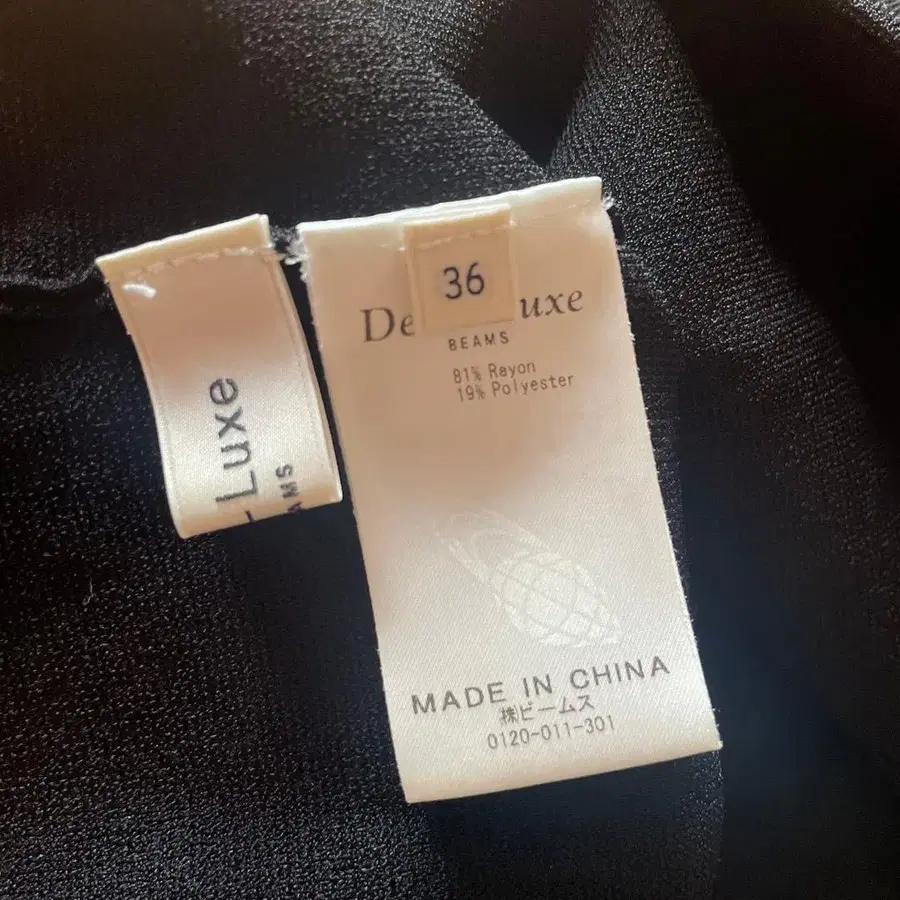 Luxe
AMS
36
De uxe
BEAMS
81% Rayon
19% Polyester
MADE IN CHINA
㈱ビームス
0120-011-301